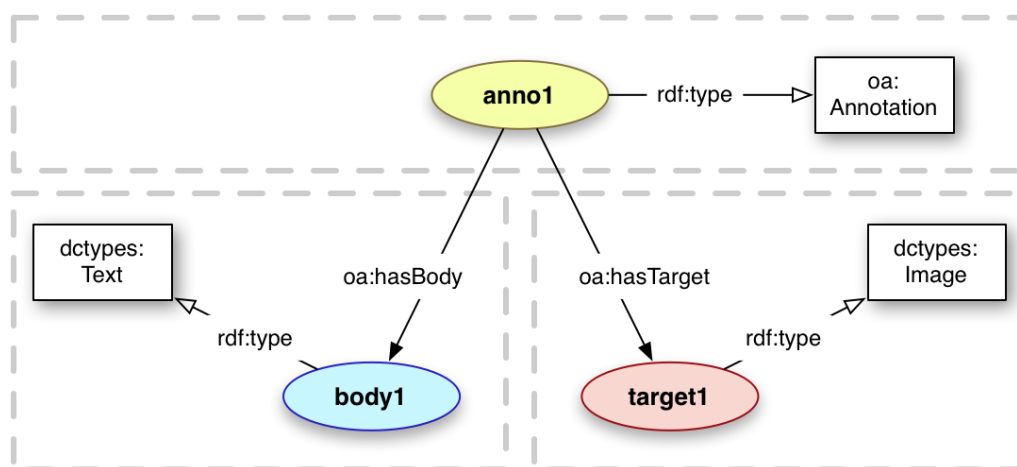 anno1
rdf:type
oa:
Annotation
dctypes:
Text
oa:hasBody
rdf:type
body1
oa:hasTarget
dctypes:
Image
rdf:type
target1